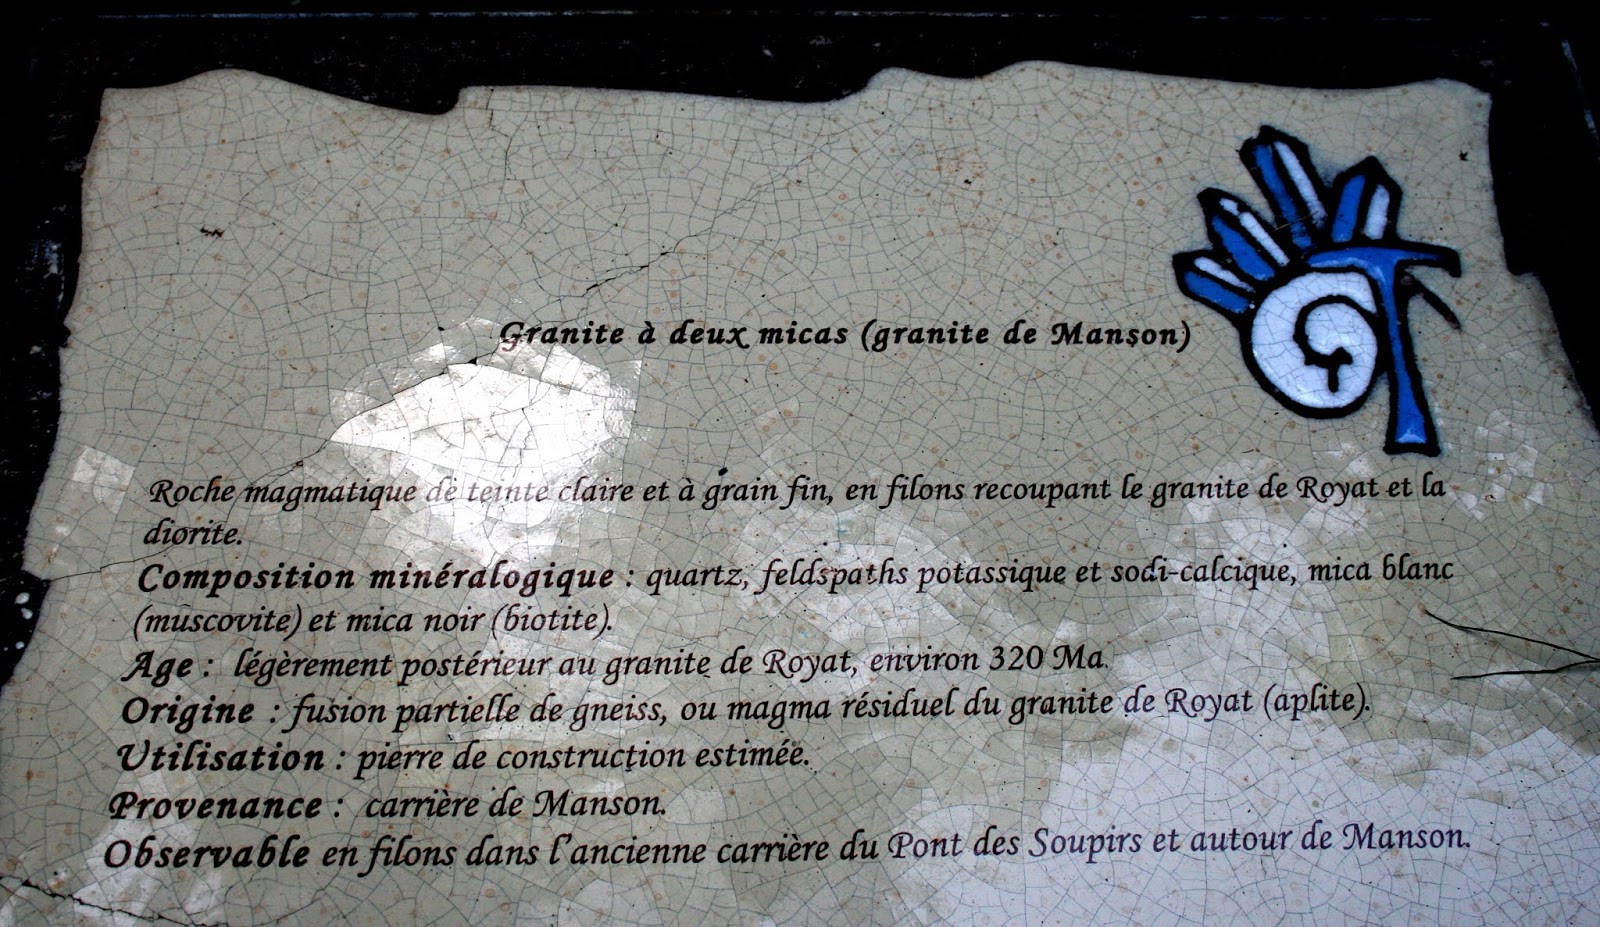 Granite à deux micas (granite de Manson)
Roche magmatique de teinte claire et à grain fin, en filons recoupant le granite de Royat et la
diorite.
Composition minéralogique : quartz, feldspaths potassique et sodi-calcique, mica blanc
(muscovite) et mica noir (biotite).
Age : légèrement postérieur au granite de Royat, environ 320 Ma.
Origine : fusion partielle de gneiss, ou magma résiduel du granite de Royat (aplite).
Utilisation : pierre de construction estimée.
Provenance : carrière de Manson.
Observable en filons dans l'ancienne carrière du Pont des Soupirs et autour de Manson.